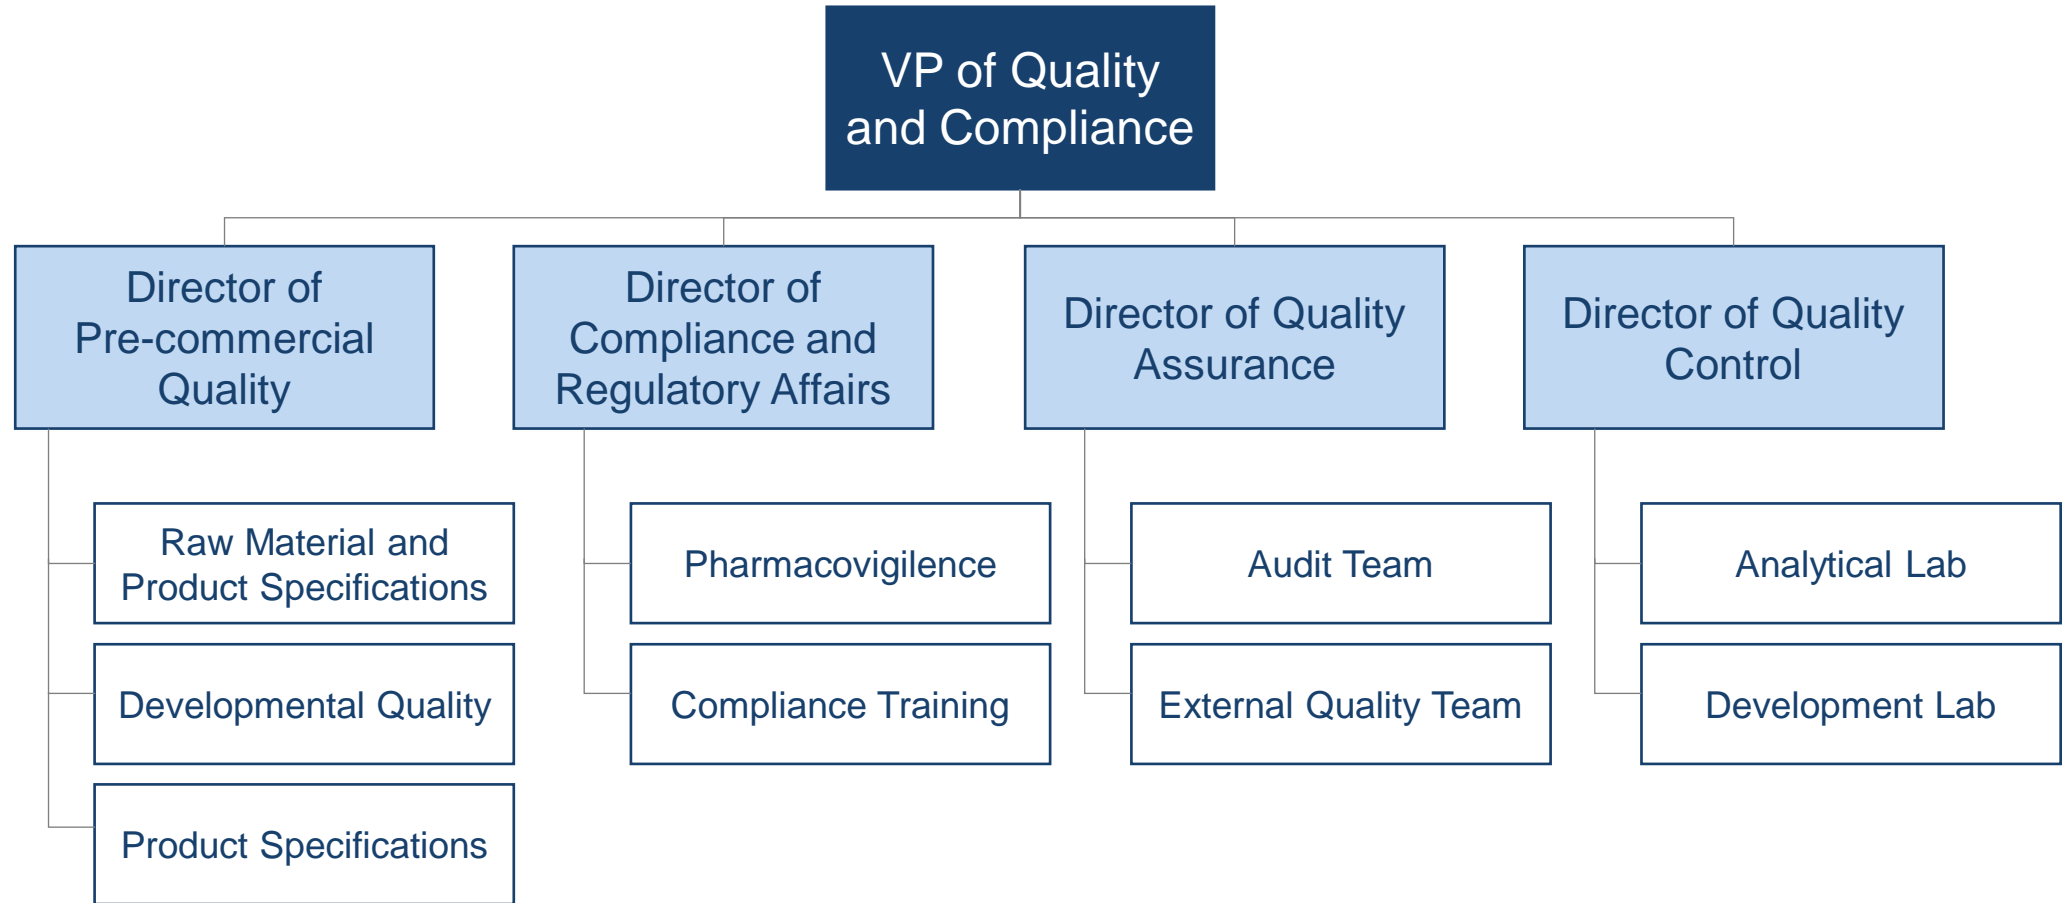 VP of Quality
and Compliance
Director of
Pre-commercial
Quality
Director of
Compliance and
Regulatory Affairs
Director of Quality
Assurance
Director of Quality
Control
Raw Material and
Product Specifications
Pharmacovigilence
Audit Team
Analytical Lab
Developmental Quality
Compliance Training
External Quality Team
Development Lab
Product Specifications